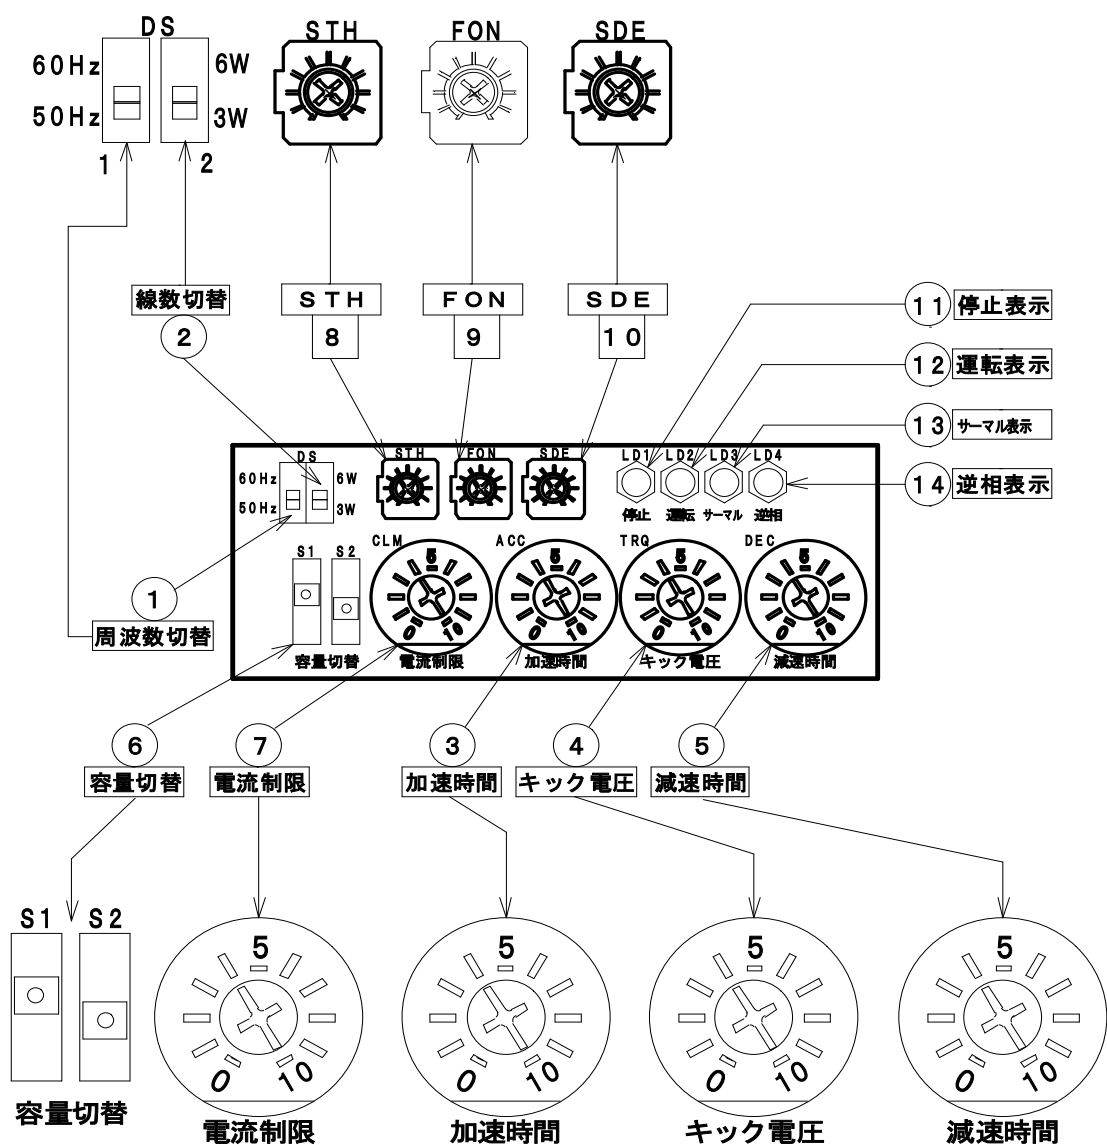 DS
STH
FON
SDE
60Hz
6W
50Hz
3W
1
2
線数切替
2
STH
8
FON
9
SDE
10
11 停止表示
12 運転表示
13 サーマル表示
14 逆相表示
DS
STH
FON
SDE
LD1 LD2 LD3 LD4
60Hz
6W
50Hz
3W
停止 運転 サーマル 逆相
S1 S2
CLM
ACC
TRQ
DEC
5
5
5
5
0 10
0 10
0 10
0 10
容量切替
電流制限
加速時間
キック電圧
減速時間
1
周波数切替
6
容量切替
7
電流制限
3
加速時間
4
キック電圧
5
減速時間
S1 S2
5
5
5
5
0 10
0 10
0 10
0 10
容量切替
電流制限
加速時間
キック電圧
減速時間